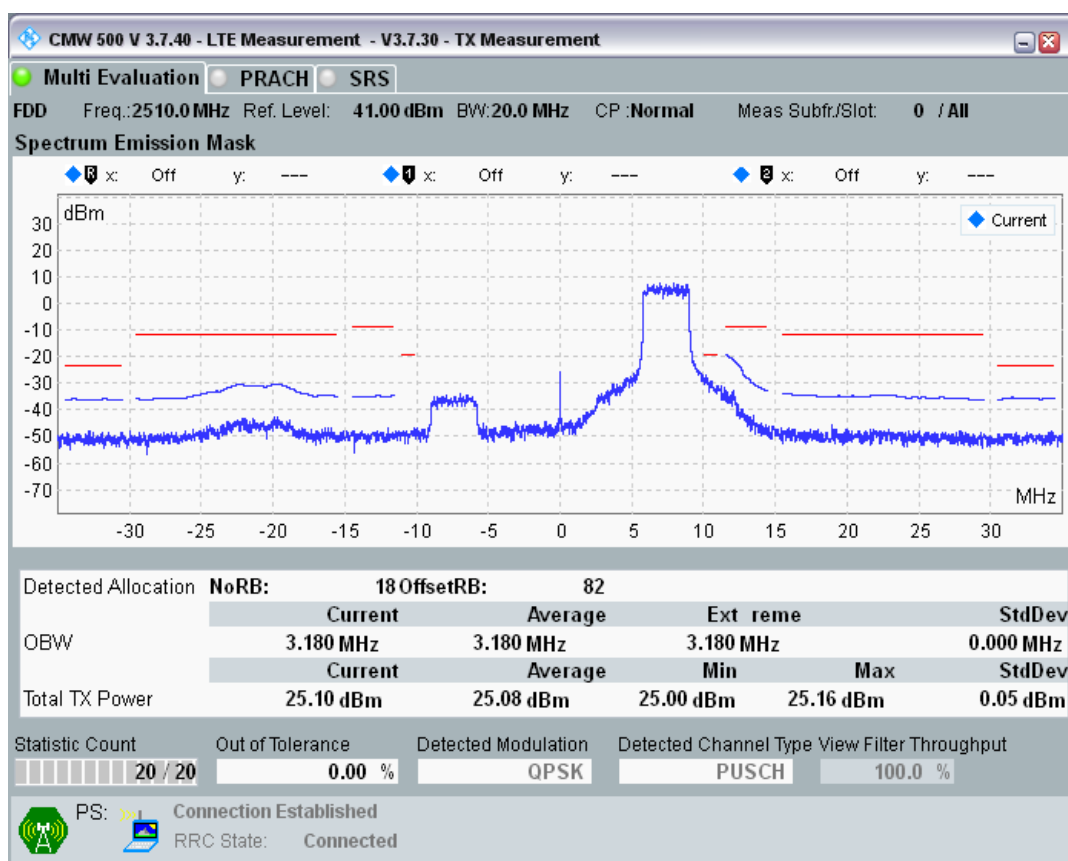 CMW 500 V 3.7.40 - LTE Measurement - V3.7.30 - TX Measurement
Multi Evaluation PRACH SRS
FDD Freq.:2510.0 MHz Ref. Level: 41.00 dBm BW:20.0 MHz CP :Normal Meas Subfr./Slot: 0 / All
Spectrum Emission Mask
R x: Off y: --- 1 x: Off y: --- 2 x: Off y: ---
dBm
Current
30
20
10
0
-10
-20
-30
-40
-50
-60
-70
MHz
-30 -25 -20 -15 -10 -5 0 5 10 15 20 25 30
Detected Allocation NoRB: 18 OffsetRB: 82
Current Average Ext reme StdDev
OBW 3.180 MHz 3.180 MHz 3.180 MHz 0.000 MHz
Current Average Min Max StdDev
Total TX Power 25.10 dBm 25.08 dBm 25.00 dBm 25.16 dBm 0.05 dBm
Statistic Count Out of Tolerance Detected Modulation Detected Channel Type View Filter Throughput
20 / 20 0.00 % QPSK PUSCH 100.0 %
PS: Connection Established
RRC State: Connected